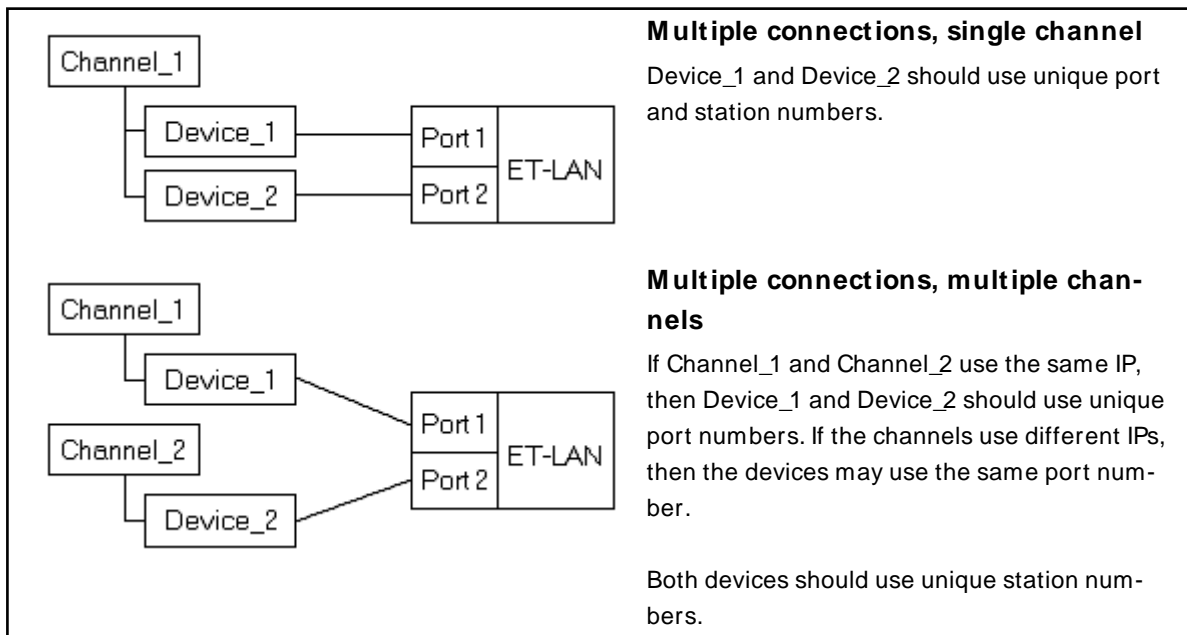 Channel_1
Device_1
Device_2
Port 1
Port 2
ET-LAN
Multiple connections, single channel
Device_1 and Device_2 should use unique port
and station numbers.
Channel_1
Device_1
Channel_2
Device_2
Port 1
Port 2
ET-LAN
Multiple connections, multiple chan-
nels
If Channel_1 and Channel_2 use the same IP,
then Device_1 and Device_2 should use unique
port numbers. If the channels use different IPs,
then the devices may use the same port num-
ber.
Both devices should use unique station num-
bers.